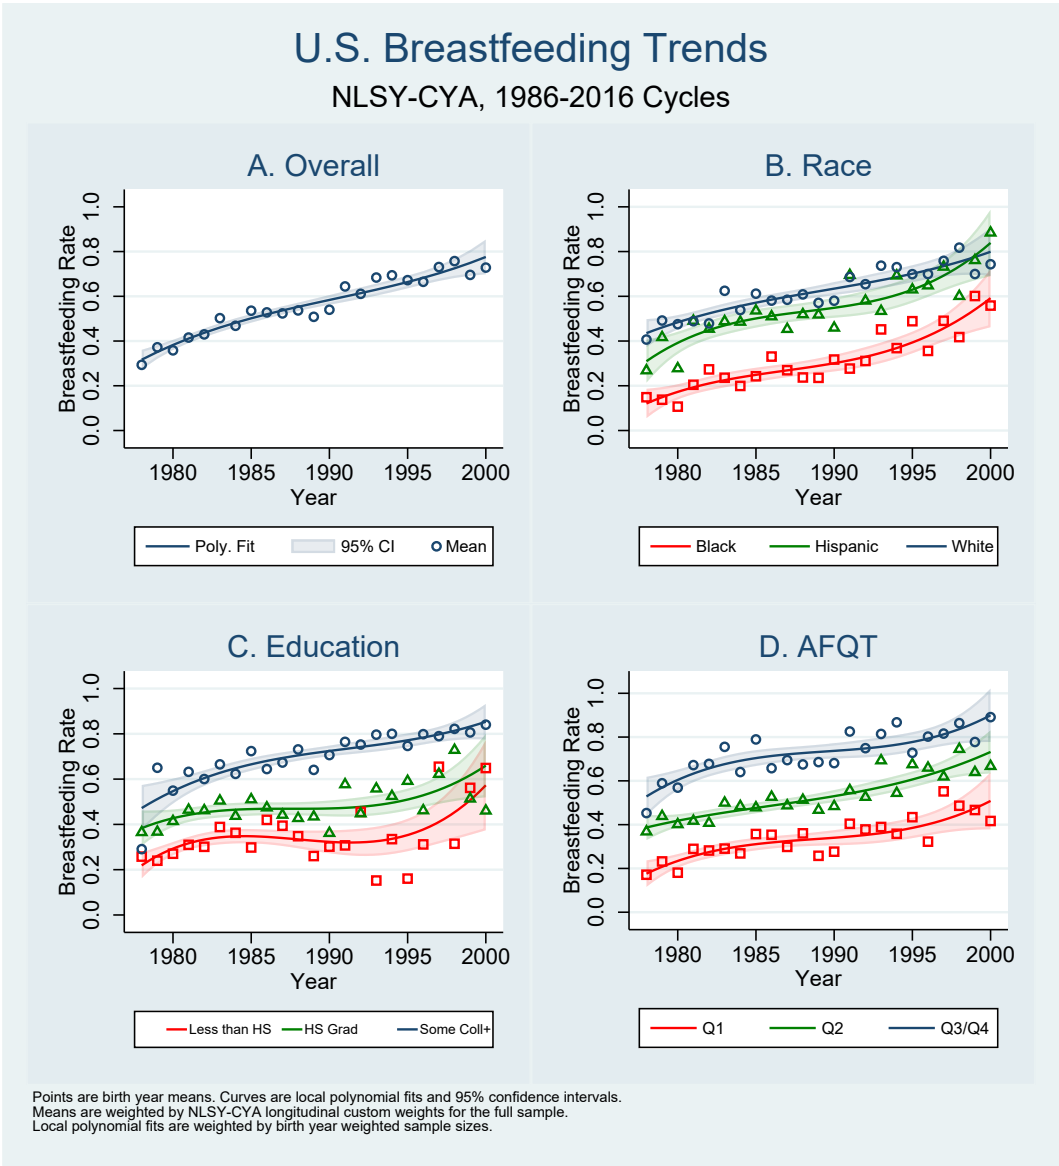 U.S. Breastfeeding Trends
NLSY-CYA, 1986-2016 Cycles
A. Overall
Breastfeeding Rate
1.0
0.8
0.6
0.4
0.2
0.0
1980 1985 1990 1995 2000
Year
Poly. Fit 95% CI Mean
B. Race
Breastfeeding Rate
1.0
0.8
0.6
0.4
0.2
0.0
1980 1985 1990 1995 2000
Year
Black Hispanic White
C. Education
Breastfeeding Rate
1.0
0.8
0.6
0.4
0.2
0.0
1980 1985 1990 1995 2000
Year
Less than HS HS Grad Some Coll+
D. AFQT
Breastfeeding Rate
1.0
0.8
0.6
0.4
0.2
0.0
1980 1985 1990 1995 2000
Year
Q1 Q2 Q3/Q4
Points are birth year means. Curves are local polynomial fits and 95% confidence intervals.
Means are weighted by NLSY-CYA longitudinal custom weights for the full sample.
Local polynomial fits are weighted by birth year weighted sample sizes.